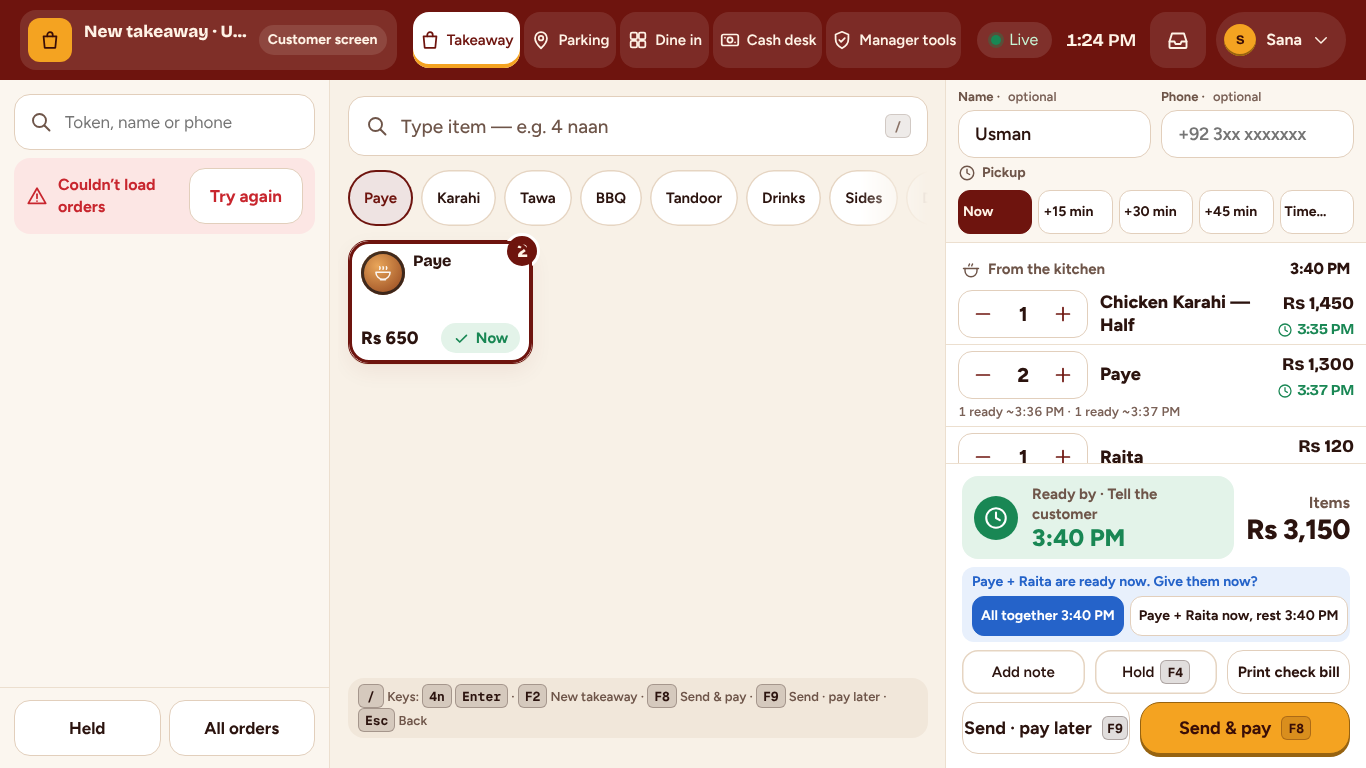 New takeaway · U...
Customer screen
Takeaway
Parking
Dine in
Cash desk
Manager tools
Live
1:24 PM
S
Sana
Token, name or phone
Couldn't load
orders
Try again
Held
All orders
Type item — e.g. 4 naan
/
Paye
Karahi
Tawa
BBQ
Tandoor
Drinks
Sides
Paye
2
Rs 650
Now
/ Keys: 4n Enter · F2 New takeaway · F8 Send & pay · F9 Send · pay later ·
Esc Back
Name · optional
Phone · optional
Usman
+92 3xx xxxxxxx
Pickup
Now
+15 min
+30 min
+45 min
Time...
From the kitchen
3:40 PM
1
Chicken Karahi —
Half
Rs 1,450
3:35 PM
2
Paye
Rs 1,300
3:37 PM
1 ready ~3:36 PM · 1 ready ~3:37 PM
1
Raita
Rs 120
Ready by · Tell the
customer
3:40 PM
Items
Rs 3,150
Paye + Raita are ready now. Give them now?
All together 3:40 PM
Paye + Raita now, rest 3:40 PM
Add note
Hold F4
Print check bill
Send · pay later F9
Send & pay F8